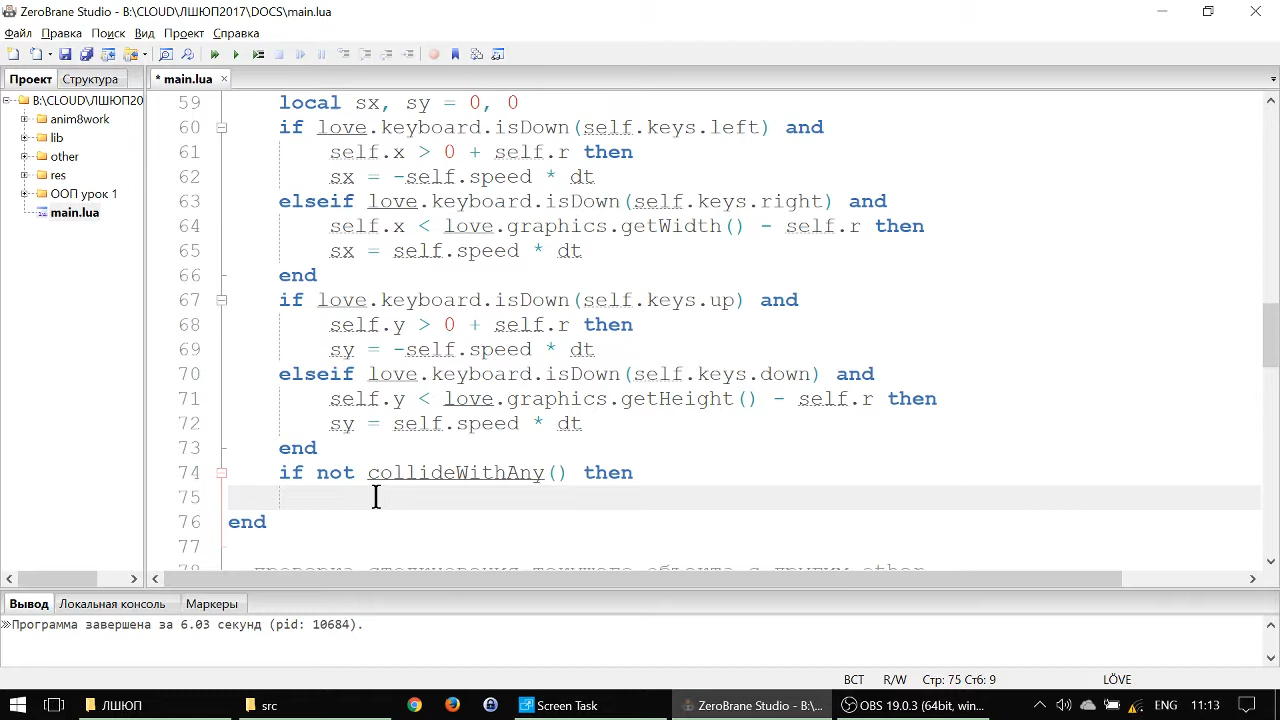 ZeroBrane Studio - B:\CLOUD\ЛШЮП2017\DOCS\main.lua
Файл Правка Поиск Вид Проект Справка
Проект Структура
* main.lua
B:\CLOUD\ЛШЮП20
anim8work
lib
other
res
ООП урок 1
main.lua
59 local sx, sy = 0, 0
60 if love.keyboard.isDown(self.keys.left) and
61 self.x > 0 + self.r then
62 sx = -self.speed * dt
63 elseif love.keyboard.isDown(self.keys.right) and
64 self.x < love.graphics.getWidth() - self.r then
65 sx = self.speed * dt
66 end
67 if love.keyboard.isDown(self.keys.up) and
68 self.y > 0 + self.r then
69 sy = -self.speed * dt
70 elseif love.keyboard.isDown(self.keys.down) and
71 self.y < love.graphics.getHeight() - self.r then
72 sy = self.speed * dt
73 end
74 if not collideWithAny() then
75
76 end
77
78 проверка столкновения текущего объекта с другим other
Вывод Локальная консоль Маркеры
»Программа завершена за 6.03 секунд (pid: 10684).
ВСТ R/W Стр: 75 Стб: 9 LÖVE
ЛШЮП src Screen Task ZeroBrane Studio - B:\... OBS 19.0.3 (64bit, win... ENG 11:13